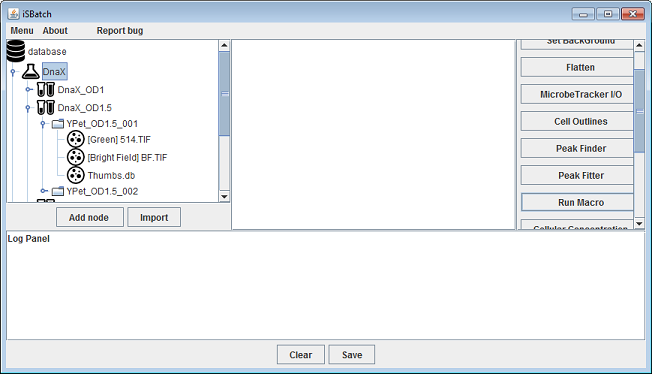 iSBatch
Menu About Report bug
database
DnaX
DnaX_OD1
DnaX_OD1.5
YPet_OD1.5_001
[Green] 514.TIF
[Bright Field] BF.TIF
Thumbs.db
YPet_OD1.5_002
Add node Import
Set BackGround
Flatten
MicrobeTracker I/O
Cell Outlines
Peak Finder
Peak Fitter
Run Macro
Cellular Concentration
Log Panel
Clear Save